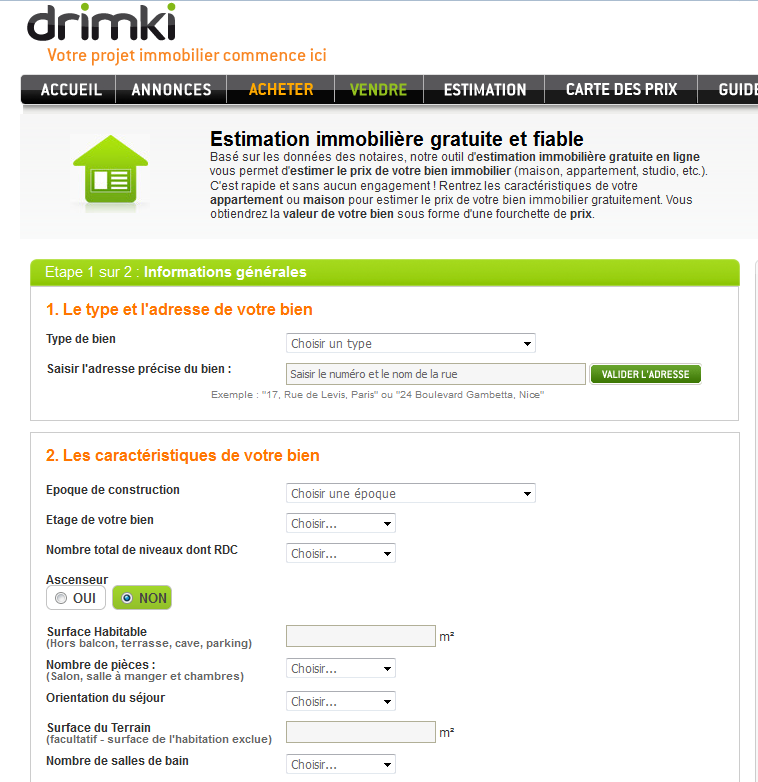 drimki
Votre projet immobilier commence ici
ACCUEIL ANNONCES ACHETER VENDRE ESTIMATION CARTE DES PRIX GUIDE
Estimation immobilière gratuite et fiable
Basé sur les données des notaires, notre outil d'estimation immobilière gratuite en ligne
vous permet d'estimer le prix de votre bien immobilier (maison, appartement, studio, etc.).
C'est rapide et sans aucun engagement ! Rentrez les caractéristiques de votre
appartement ou maison pour estimer le prix de votre bien immobilier gratuitement. Vous
obtiendrez la valeur de votre bien sous forme d'une fourchette de prix.
Etape 1 sur 2 : Informations générales
1. Le type et l'adresse de votre bien
Type de bien Choisir un type
Saisir l'adresse précise du bien : Saisir le numéro et le nom de la rue VALIDER L'ADRESSE
Exemple : "17, Rue de Levis, Paris" ou "24 Boulevard Gambetta, Nice"
2. Les caractéristiques de votre bien
Epoque de construction Choisir une époque
Etage de votre bien Choisir...
Nombre total de niveaux dont RDC Choisir...
Ascenseur
OUI NON
Surface Habitable m²
(Hors balcon, terrasse, cave, parking)
Nombre de pièces : Choisir...
(Salon, salle à manger et chambres)
Orientation du séjour Choisir...
Surface du Terrain m²
(facultatif - surface de l'habitation exclue)
Nombre de salles de bain Choisir...